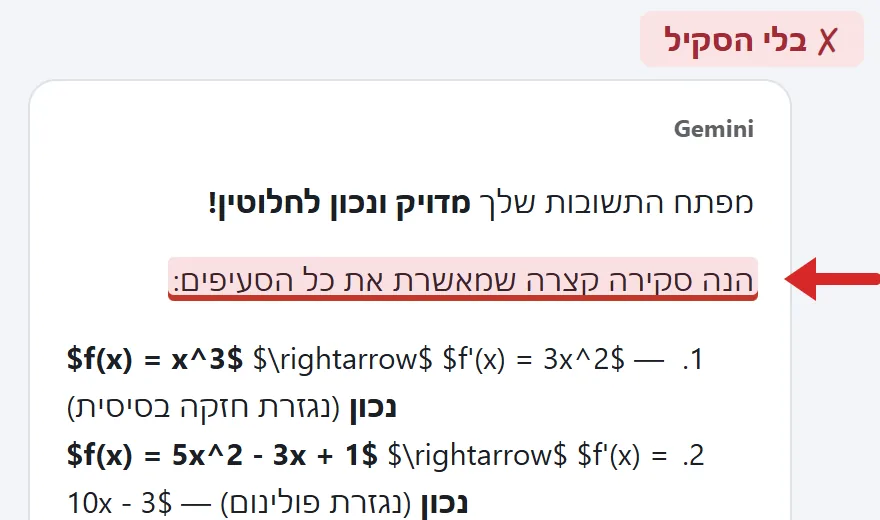 ✗ בלי הסקיל
Gemini
מפתח התשובות שלך מדויק ונכון לחלוטין!
הנה סקירה קצרה שמאשרת את כל הסעיפים:
1. $f(x) = x^3$ $\rightarrow$ $f'(x) = 3x^2$ —
נכון (נגזרת חזקה בסיסית)
2. $f(x) = 5x^2 - 3x + 1$ $\rightarrow$ $f'(x) =
10x - 3$ — נכון (נגזרת פולינום)